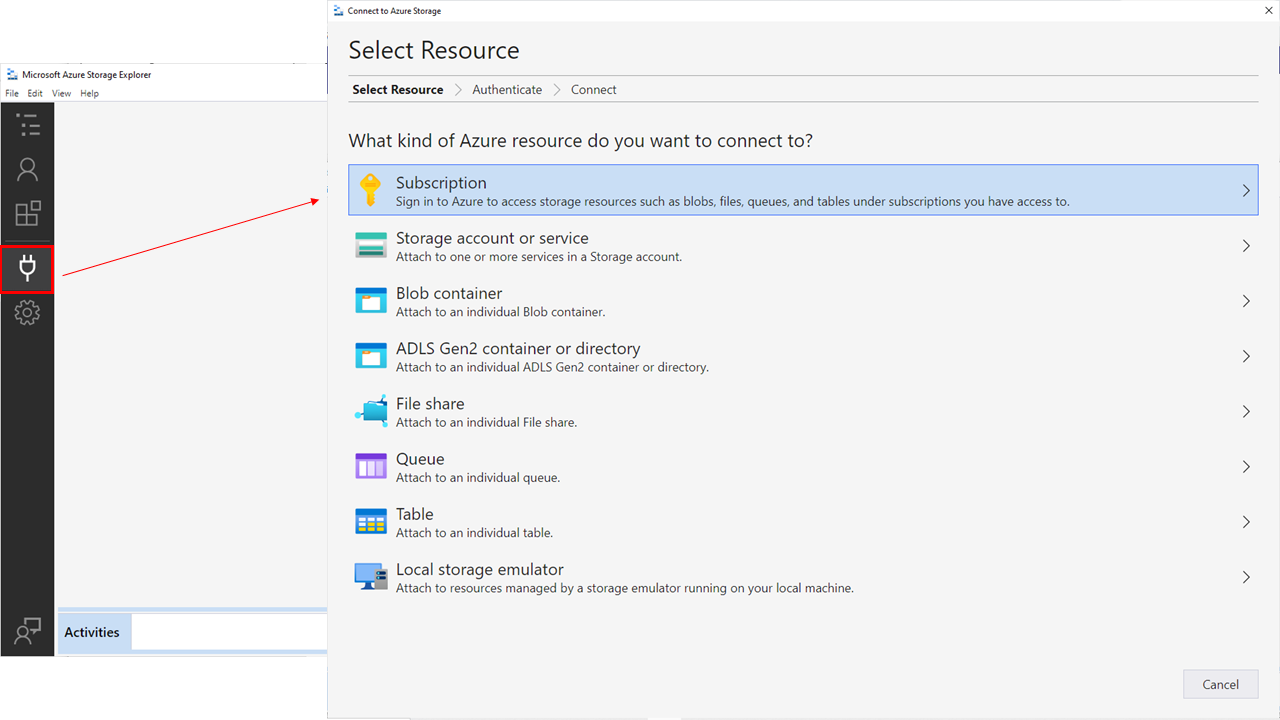 Microsoft Azure Storage Explorer
File Edit View Help
Activities
Connect to Azure Storage
Select Resource
Select Resource Authenticate Connect
What kind of Azure resource do you want to connect to?
Subscription
Sign in to Azure to access storage resources such as blobs, files, queues, and tables under subscriptions you have access to.
Storage account or service
Attach to one or more services in a Storage account.
Blob container
Attach to an individual Blob container.
ADLS Gen2 container or directory
Attach to an individual ADLS Gen2 container or directory.
File share
Attach to an individual File share.
Queue
Attach to an individual queue.
Table
Attach to an individual table.
Local storage emulator
Attach to resources managed by a storage emulator running on your local machine.
Cancel